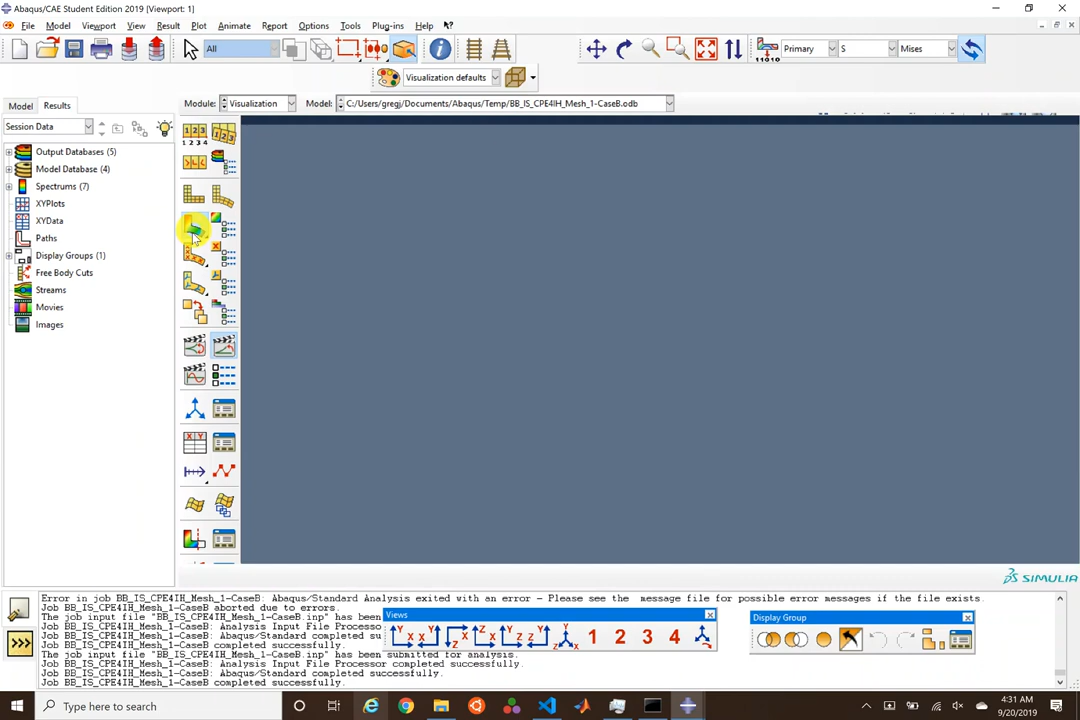 Abaqus/CAE Student Edition 2019 [Viewport: 1]
File Model Viewport View Result Plot Animate Report Options Tools Plug-ins Help
All
Primary S Mises
Visualization defaults
Model Results Module: Visualization Model: C:/Users/gregj/Documents/Abaqus/Temp/BB_IS_CPE4IH_Mesh_1-CaseB.odb
Session Data
Output Databases (5)
Model Database (4)
Spectrums (7)
XYPlots
XYData
Paths
Display Groups (1)
Free Body Cuts
Streams
Movies
Images
SIMULIA
Error in job BB_IS_CPE4IH_Mesh_1-CaseB: Abaqus/Standard Analysis exited with an error - Please see the message file for possible error messages if the file exists.
Job BB_IS_CPE4IH_Mesh_1-CaseB aborted due to errors.
The job input file "BB_IS_CPE4IH_Mesh_1-CaseB.inp" has been
Job BB_IS_CPE4IH_Mesh_1-CaseB: Analysis Input File Processor
Job BB_IS_CPE4IH_Mesh_1-CaseB: Abaqus/Standard completed su
Job BB_IS_CPE4IH_Mesh_1-CaseB completed successfully.
The job input file "BB_IS_CPE4IH_Mesh_1-CaseB.inp" has been submitted for analysis.
Job BB_IS_CPE4IH_Mesh_1-CaseB: Analysis Input File Processor completed successfully.
Job BB_IS_CPE4IH_Mesh_1-CaseB: Abaqus/Standard completed successfully.
Job BB_IS_CPE4IH_Mesh_1-CaseB completed successfully.
Views
1 2 3 4
Display Group
Type here to search
4:31 AM
9/20/2019